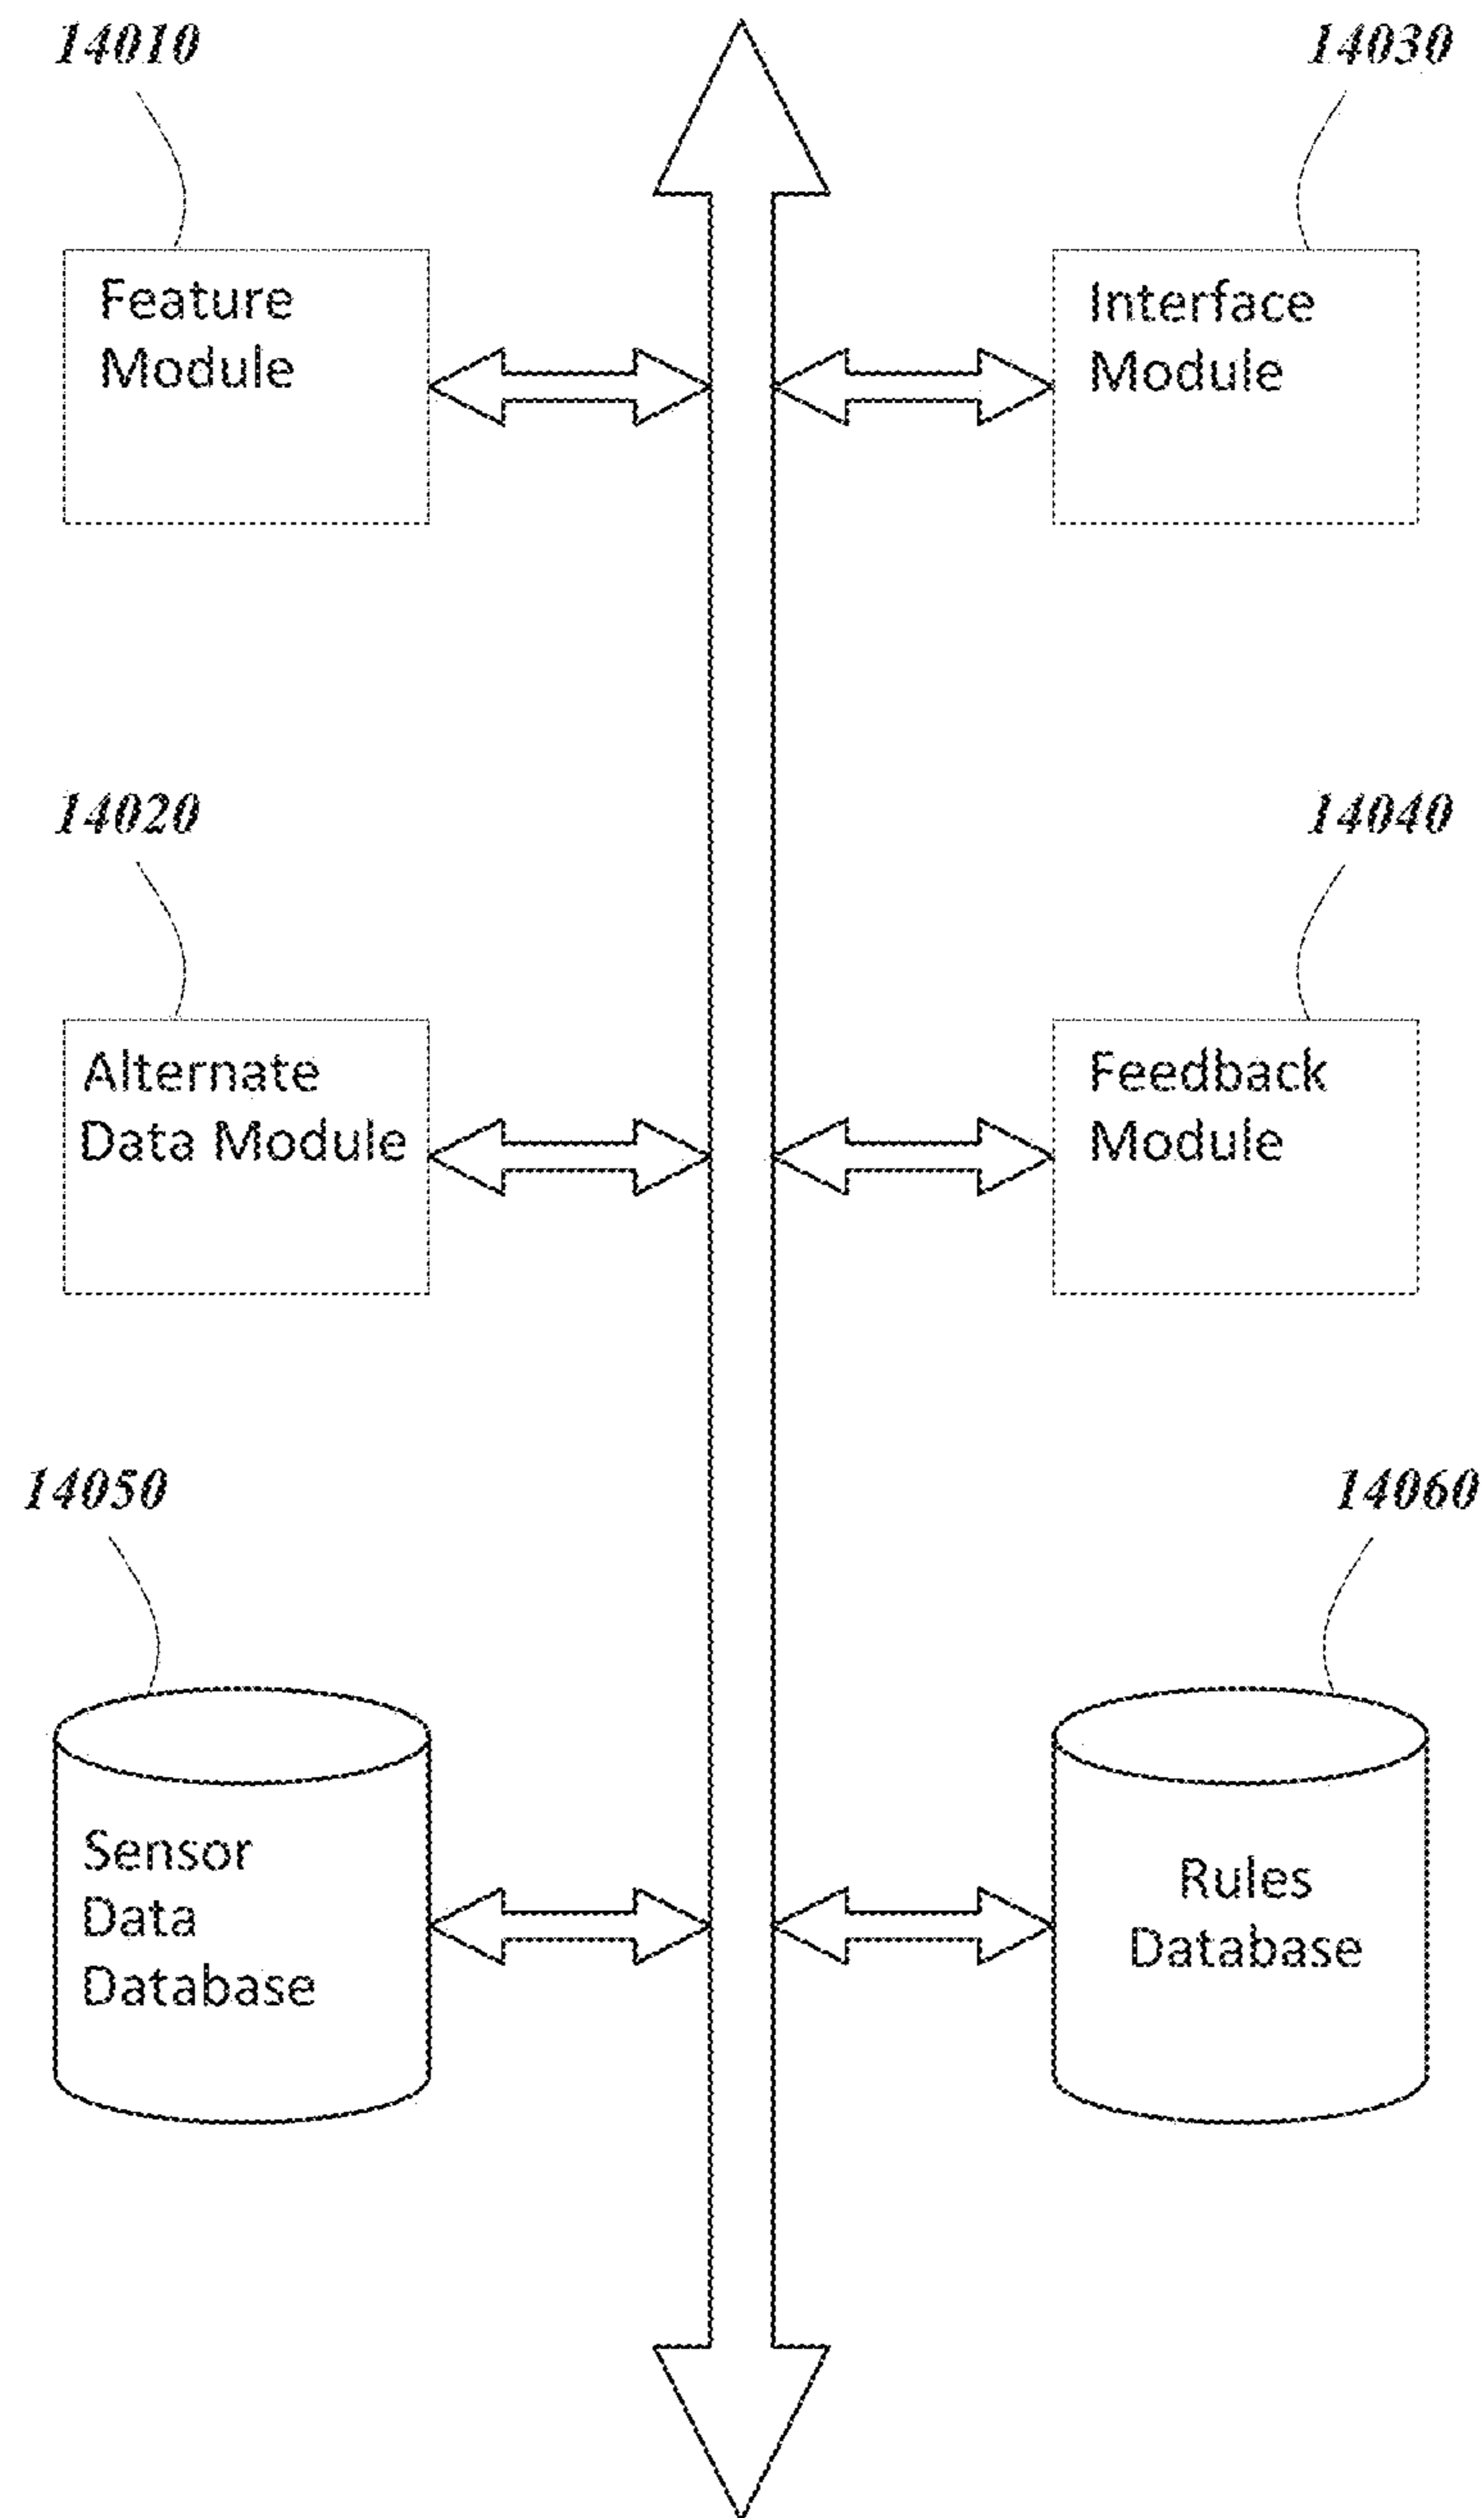 14010
14030
Feature
Module
Interface
Module
14020
14040
Alternate
Data Module
Feedback
Module
14050
14060
Sensor
Data
Database
Rules
Database